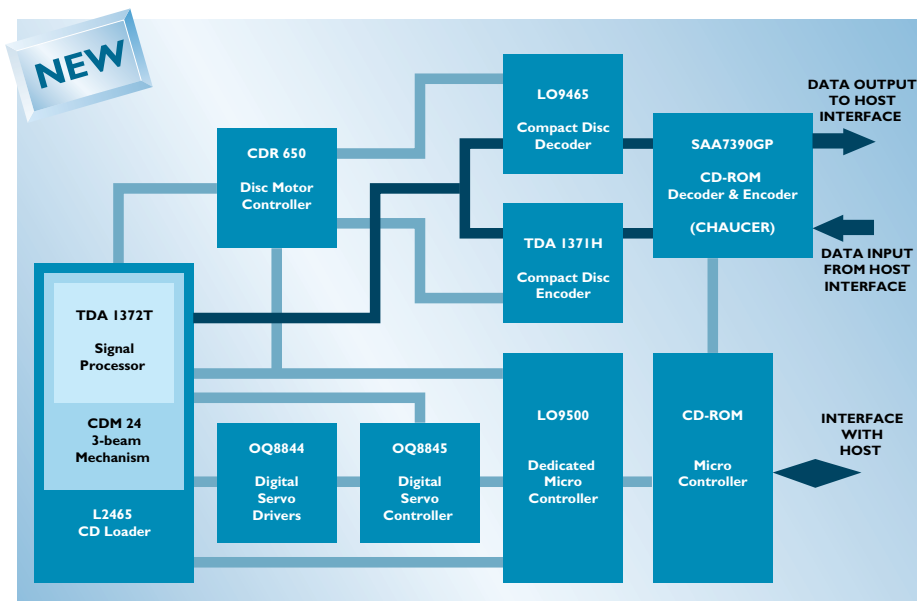 NEW
LO9465
Compact Disc
Decoder
DATA OUTPUT
TO HOST
INTERFACE
CDR 650
Disc Motor
Controller
SAA7390GP
CD-ROM
Decoder & Encoder
(CHAUCER)
TDA 1371H
Compact Disc
Encoder
DATA INPUT
FROM HOST
INTERFACE
TDA 1372T
Signal
Processor
CDM 24
3-beam
Mechanism
L2465
CD Loader
OQ8844
Digital
Servo
Drivers
OQ8845
Digital
Servo
Controller
LO9500
Dedicated
Micro
Controller
CD-ROM
Micro
Controller
INTERFACE
WITH
HOST